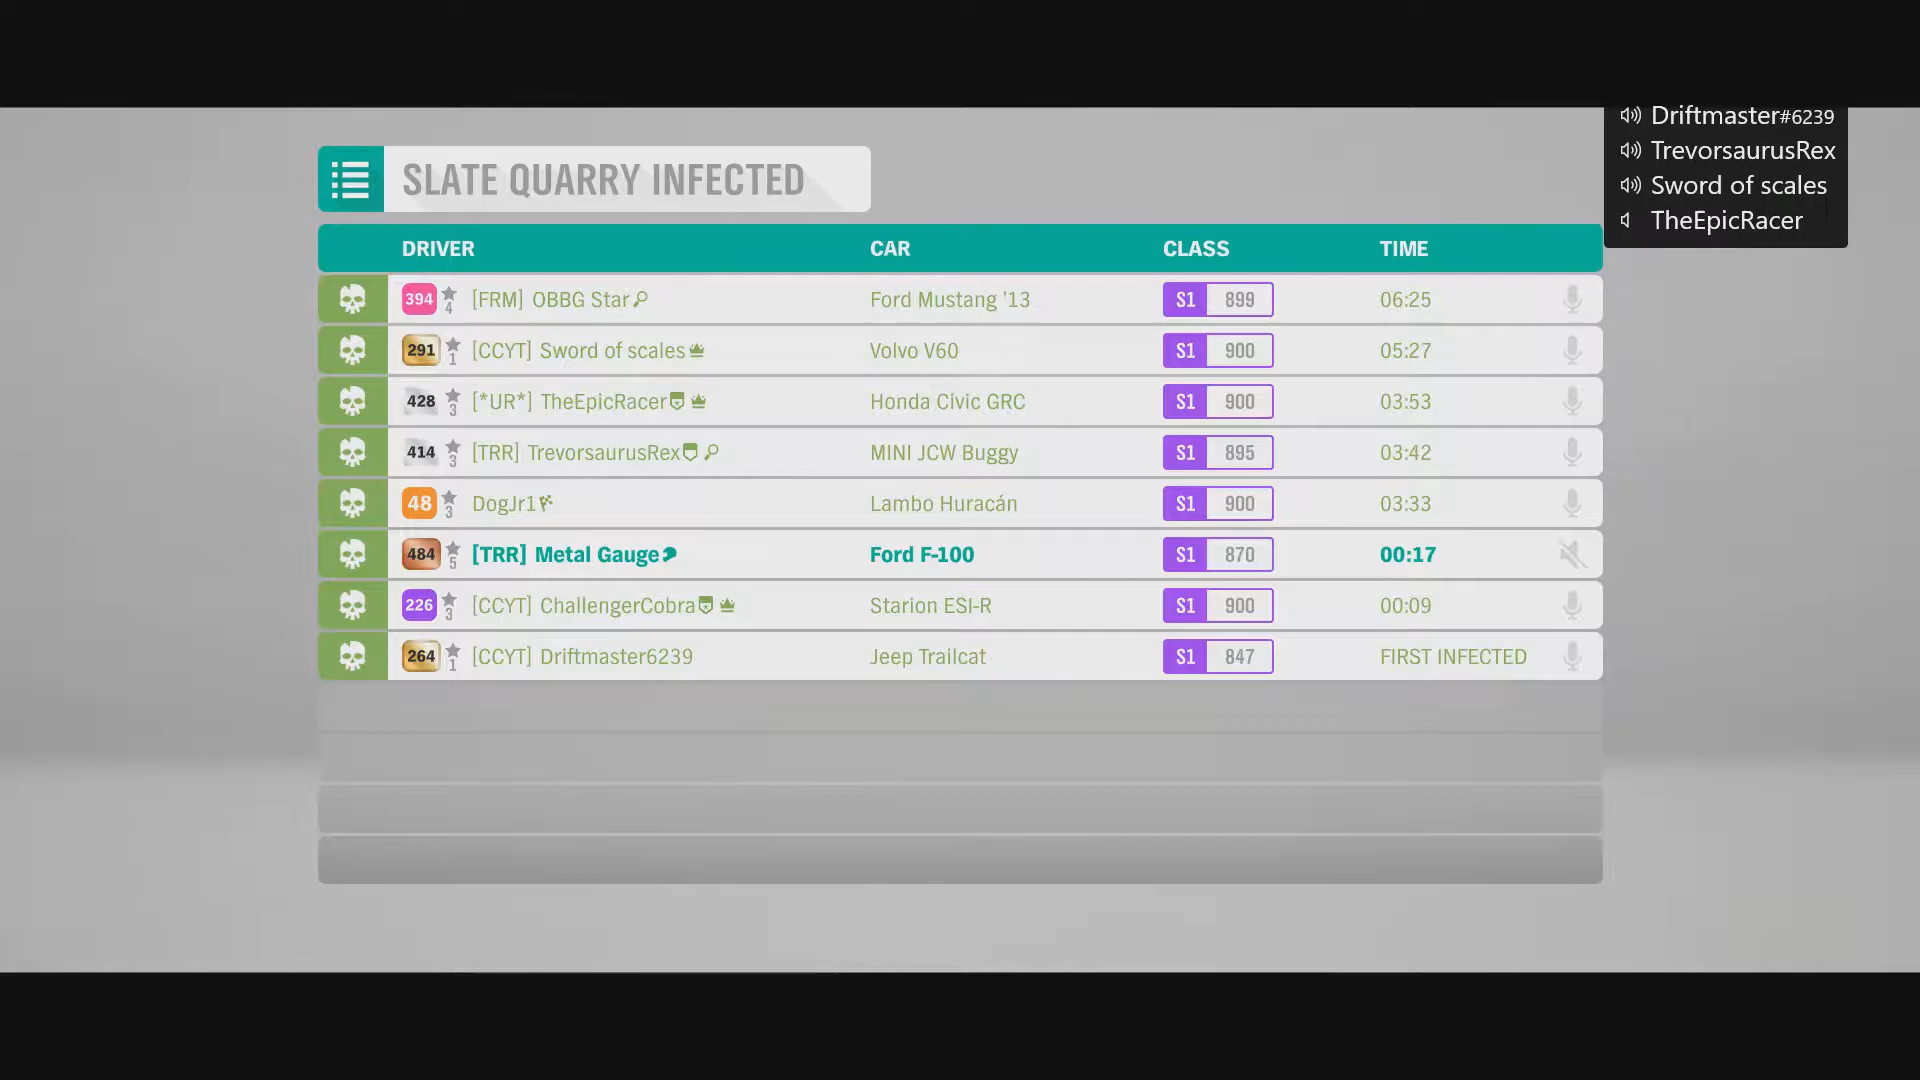 Driftmaster#6239
TrevorsaurusRex
Sword of scales
TheEpicRacer
SLATE QUARRY INFECTED
DRIVER CAR CLASS TIME
394 4 [FRM] OBBG Star Ford Mustang '13 S1 899 06:25
291 1 [CCYT] Sword of scales Volvo V60 S1 900 05:27
428 3 [*UR*] TheEpicRacer Honda Civic GRC S1 900 03:53
414 3 [TRR] TrevorsaurusRex MINI JCW Buggy S1 895 03:42
48 3 DogJr1 Lambo Huracán S1 900 03:33
484 5 [TRR] Metal Gauge Ford F-100 S1 870 00:17
226 3 [CCYT] ChallengerCobra Starion ESI-R S1 900 00:09
264 1 [CCYT] Driftmaster6239 Jeep Trailcat S1 847 FIRST INFECTED